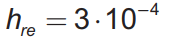 h_re = 3·10⁻⁴